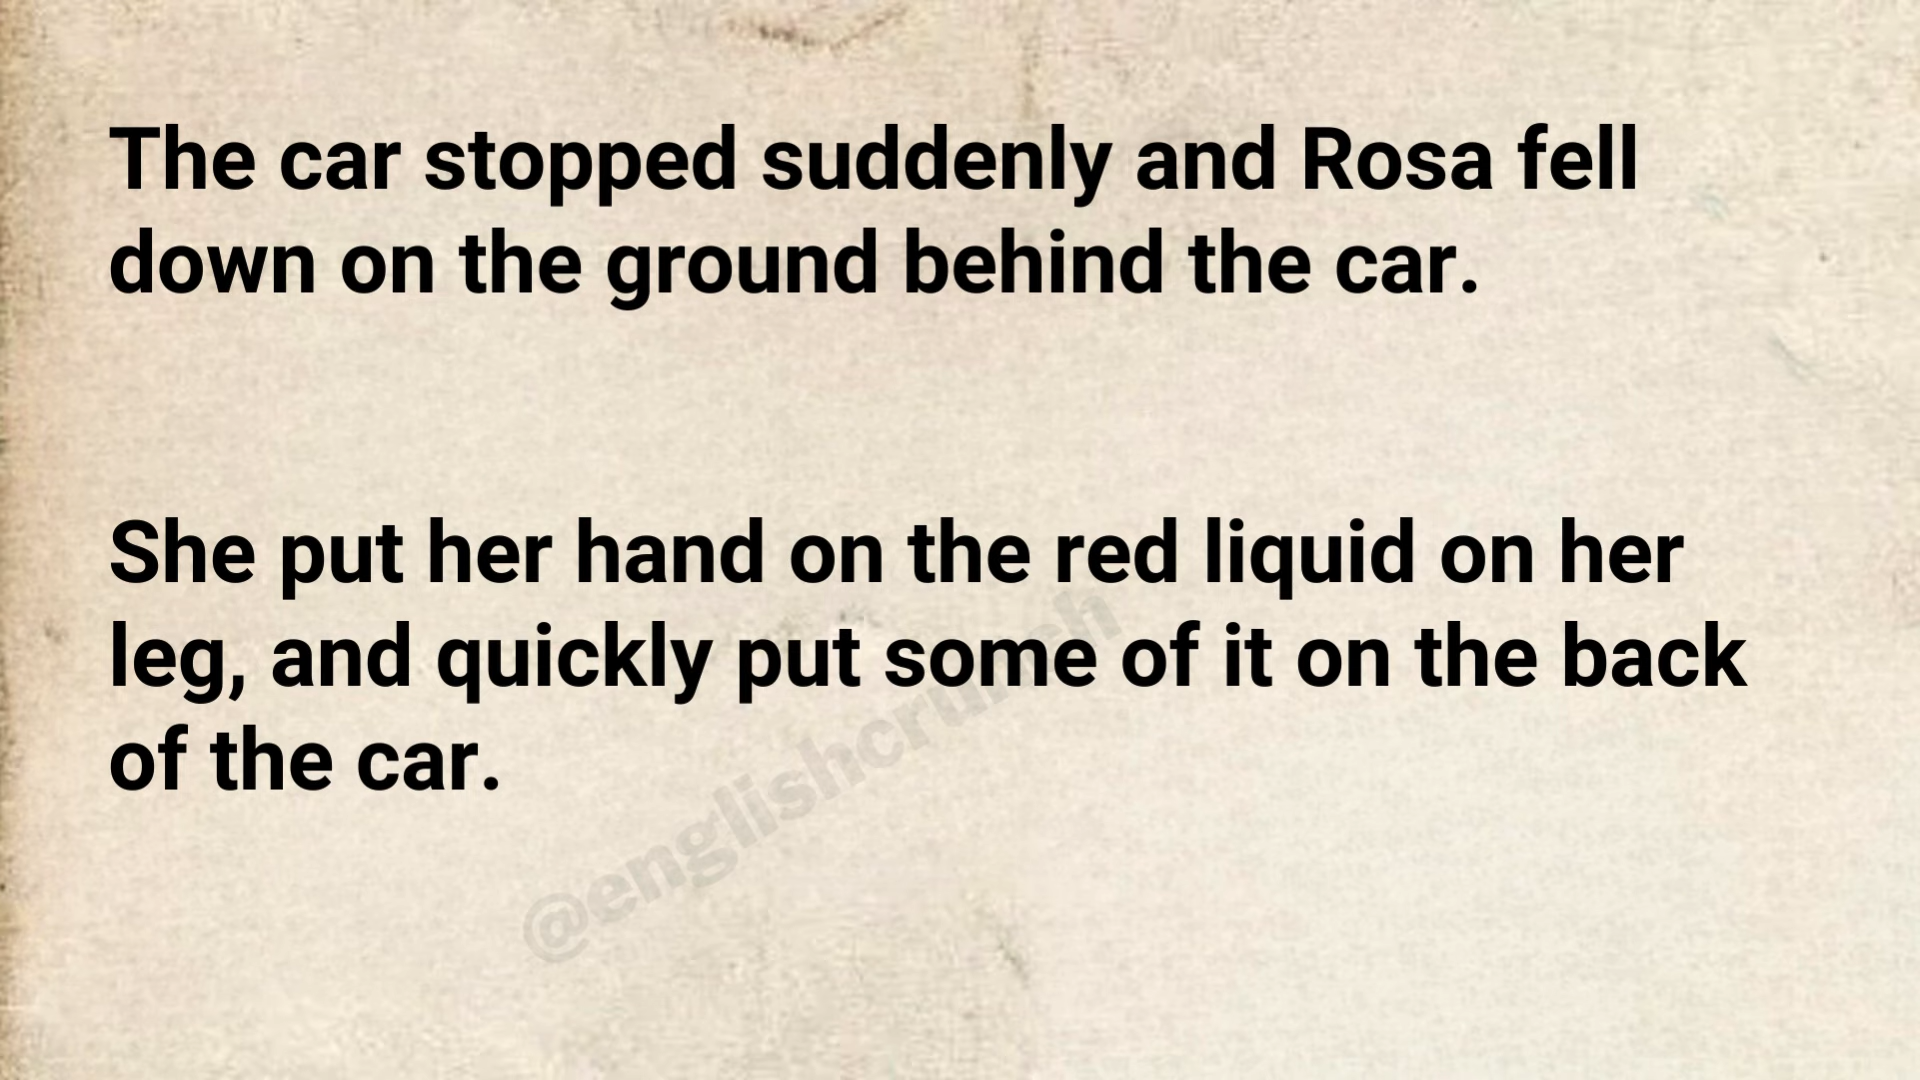 The car stopped suddenly and Rosa fell
down on the ground behind the car.
She put her hand on the red liquid on her
leg, and quickly put some of it on the back
of the car.
@englishcrunch